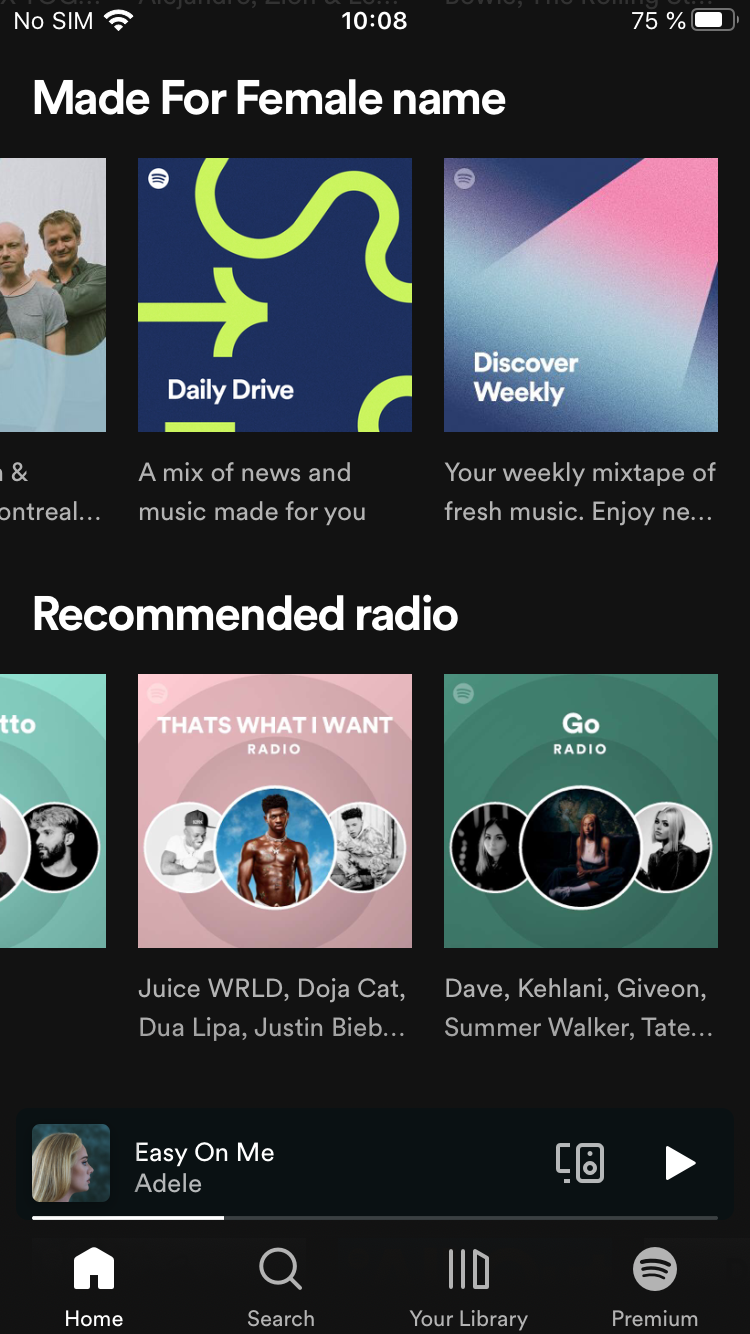 No SIM
10:08
75 %
Made For Female name
Daily Drive
Discover
Weekly
A mix of news and
music made for you
Your weekly mixtape of
fresh music. Enjoy ne...
n &
ontreal...
Recommended radio
tto
THATS WHAT I WANT
RADIO
Go
RADIO
Juice WRLD, Doja Cat,
Dua Lipa, Justin Bieb...
Dave, Kehlani, Giveon,
Summer Walker, Tate...
Easy On Me
Adele
Home
Search
Your Library
Premium